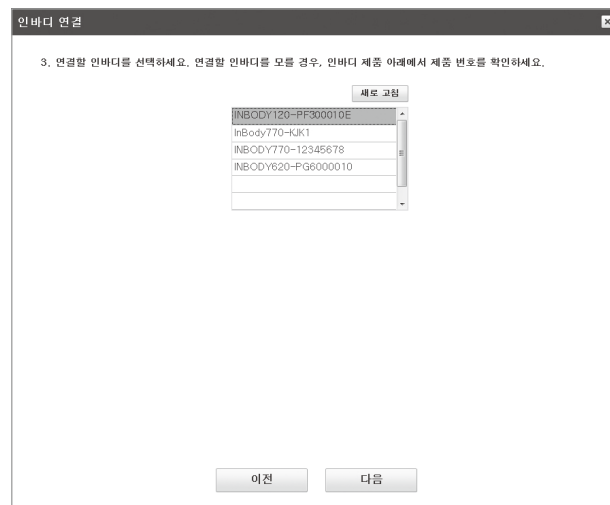 인바디 연결
3. 연결할 인바디를 선택하세요. 연결할 인바디를 모를 경우, 인바디 제품 아래에서 제품 번호를 확인하세요.
새로 고침
INBODY120-PF300010E
InBody770-KJK1
INBODY770-12345678
INBODY620-PG6000010
이전
다음